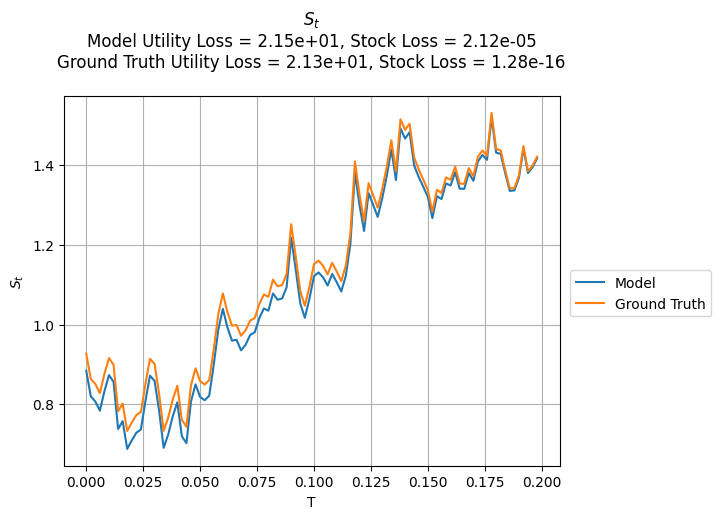 S_t
Model Utility Loss = 2.15e+01, Stock Loss = 2.12e-05
Ground Truth Utility Loss = 2.13e+01, Stock Loss = 1.28e-16
1.4
1.2
1.0
0.8
S_t
0.000 0.025 0.050 0.075 0.100 0.125 0.150 0.175 0.200
T
Model
Ground Truth